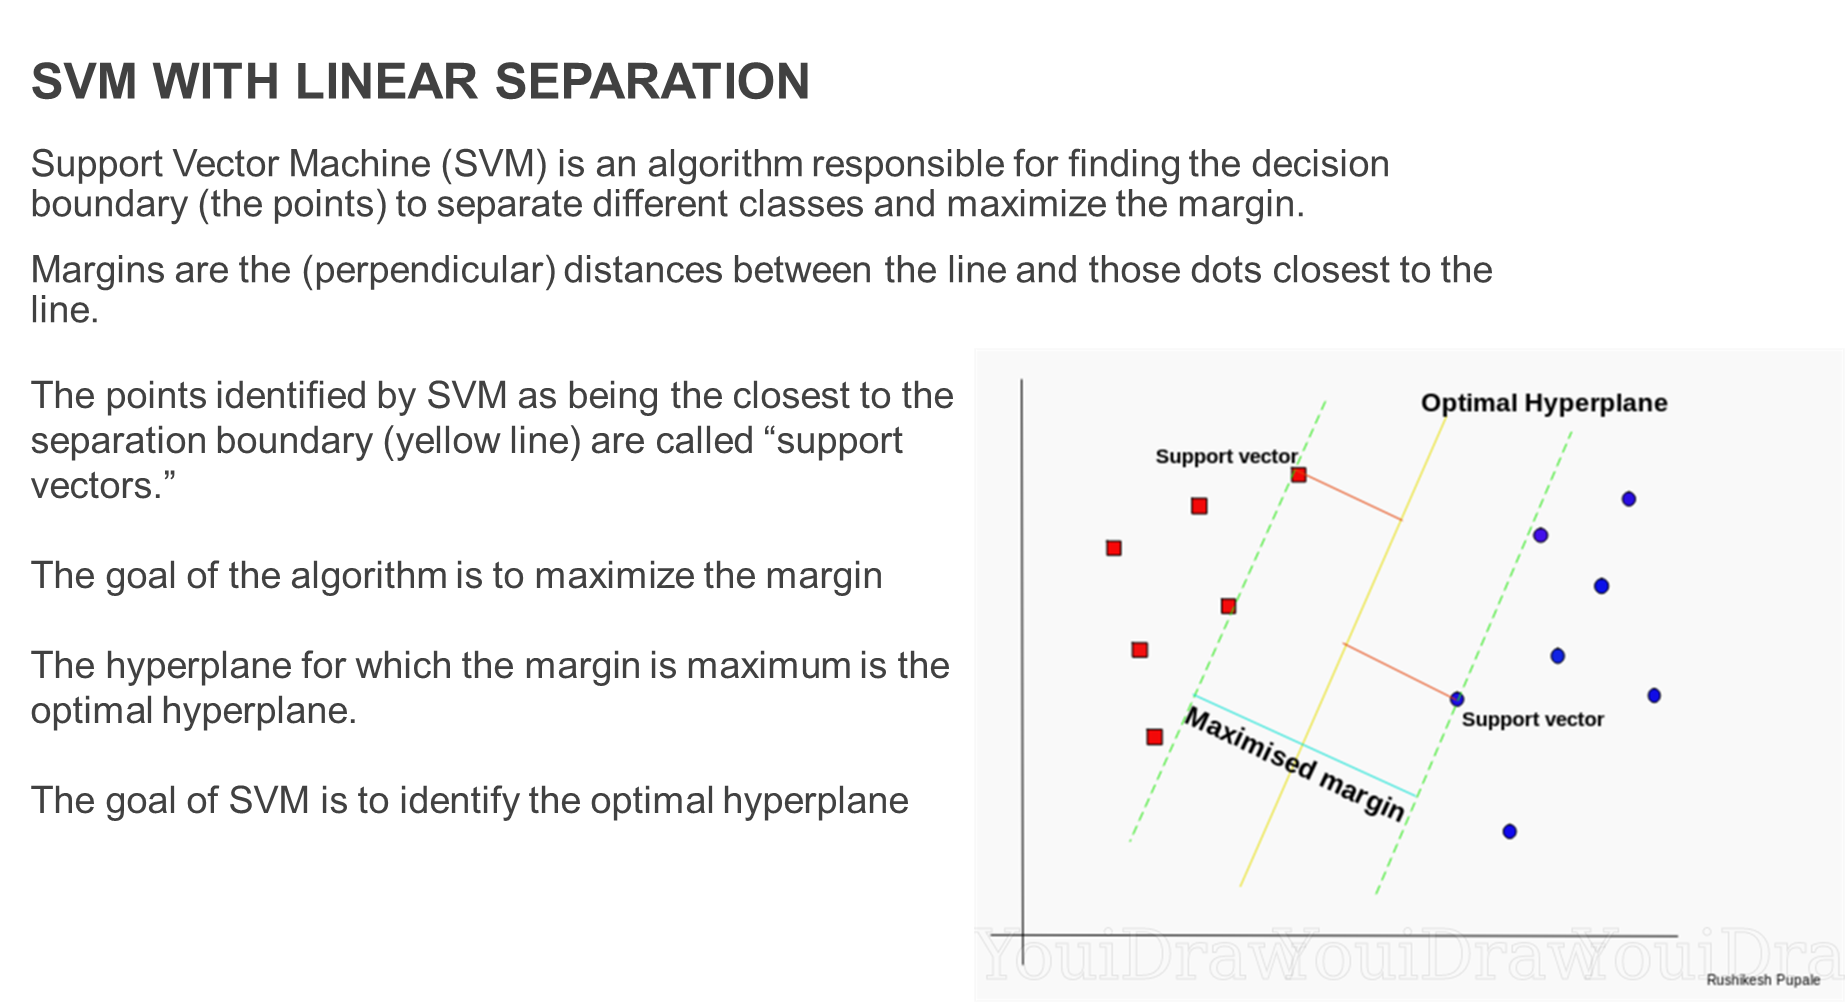 SVM WITH LINEAR SEPARATION
Support Vector Machine (SVM) is an algorithm responsible for finding the decision
boundary (the points) to separate different classes and maximize the margin.
Margins are the (perpendicular) distances between the line and those dots closest to the
line.
The points identified by SVM as being the closest to the
separation boundary (yellow line) are called “support
vectors.”
The goal of the algorithm is to maximize the margin
The hyperplane for which the margin is maximum is the
optimal hyperplane.
The goal of SVM is to identify the optimal hyperplane
Optimal Hyperplane
Support vector
Support vector
Maximised margin
YouiDraw YouiDraw YouiDra
Rushikesh Pupale